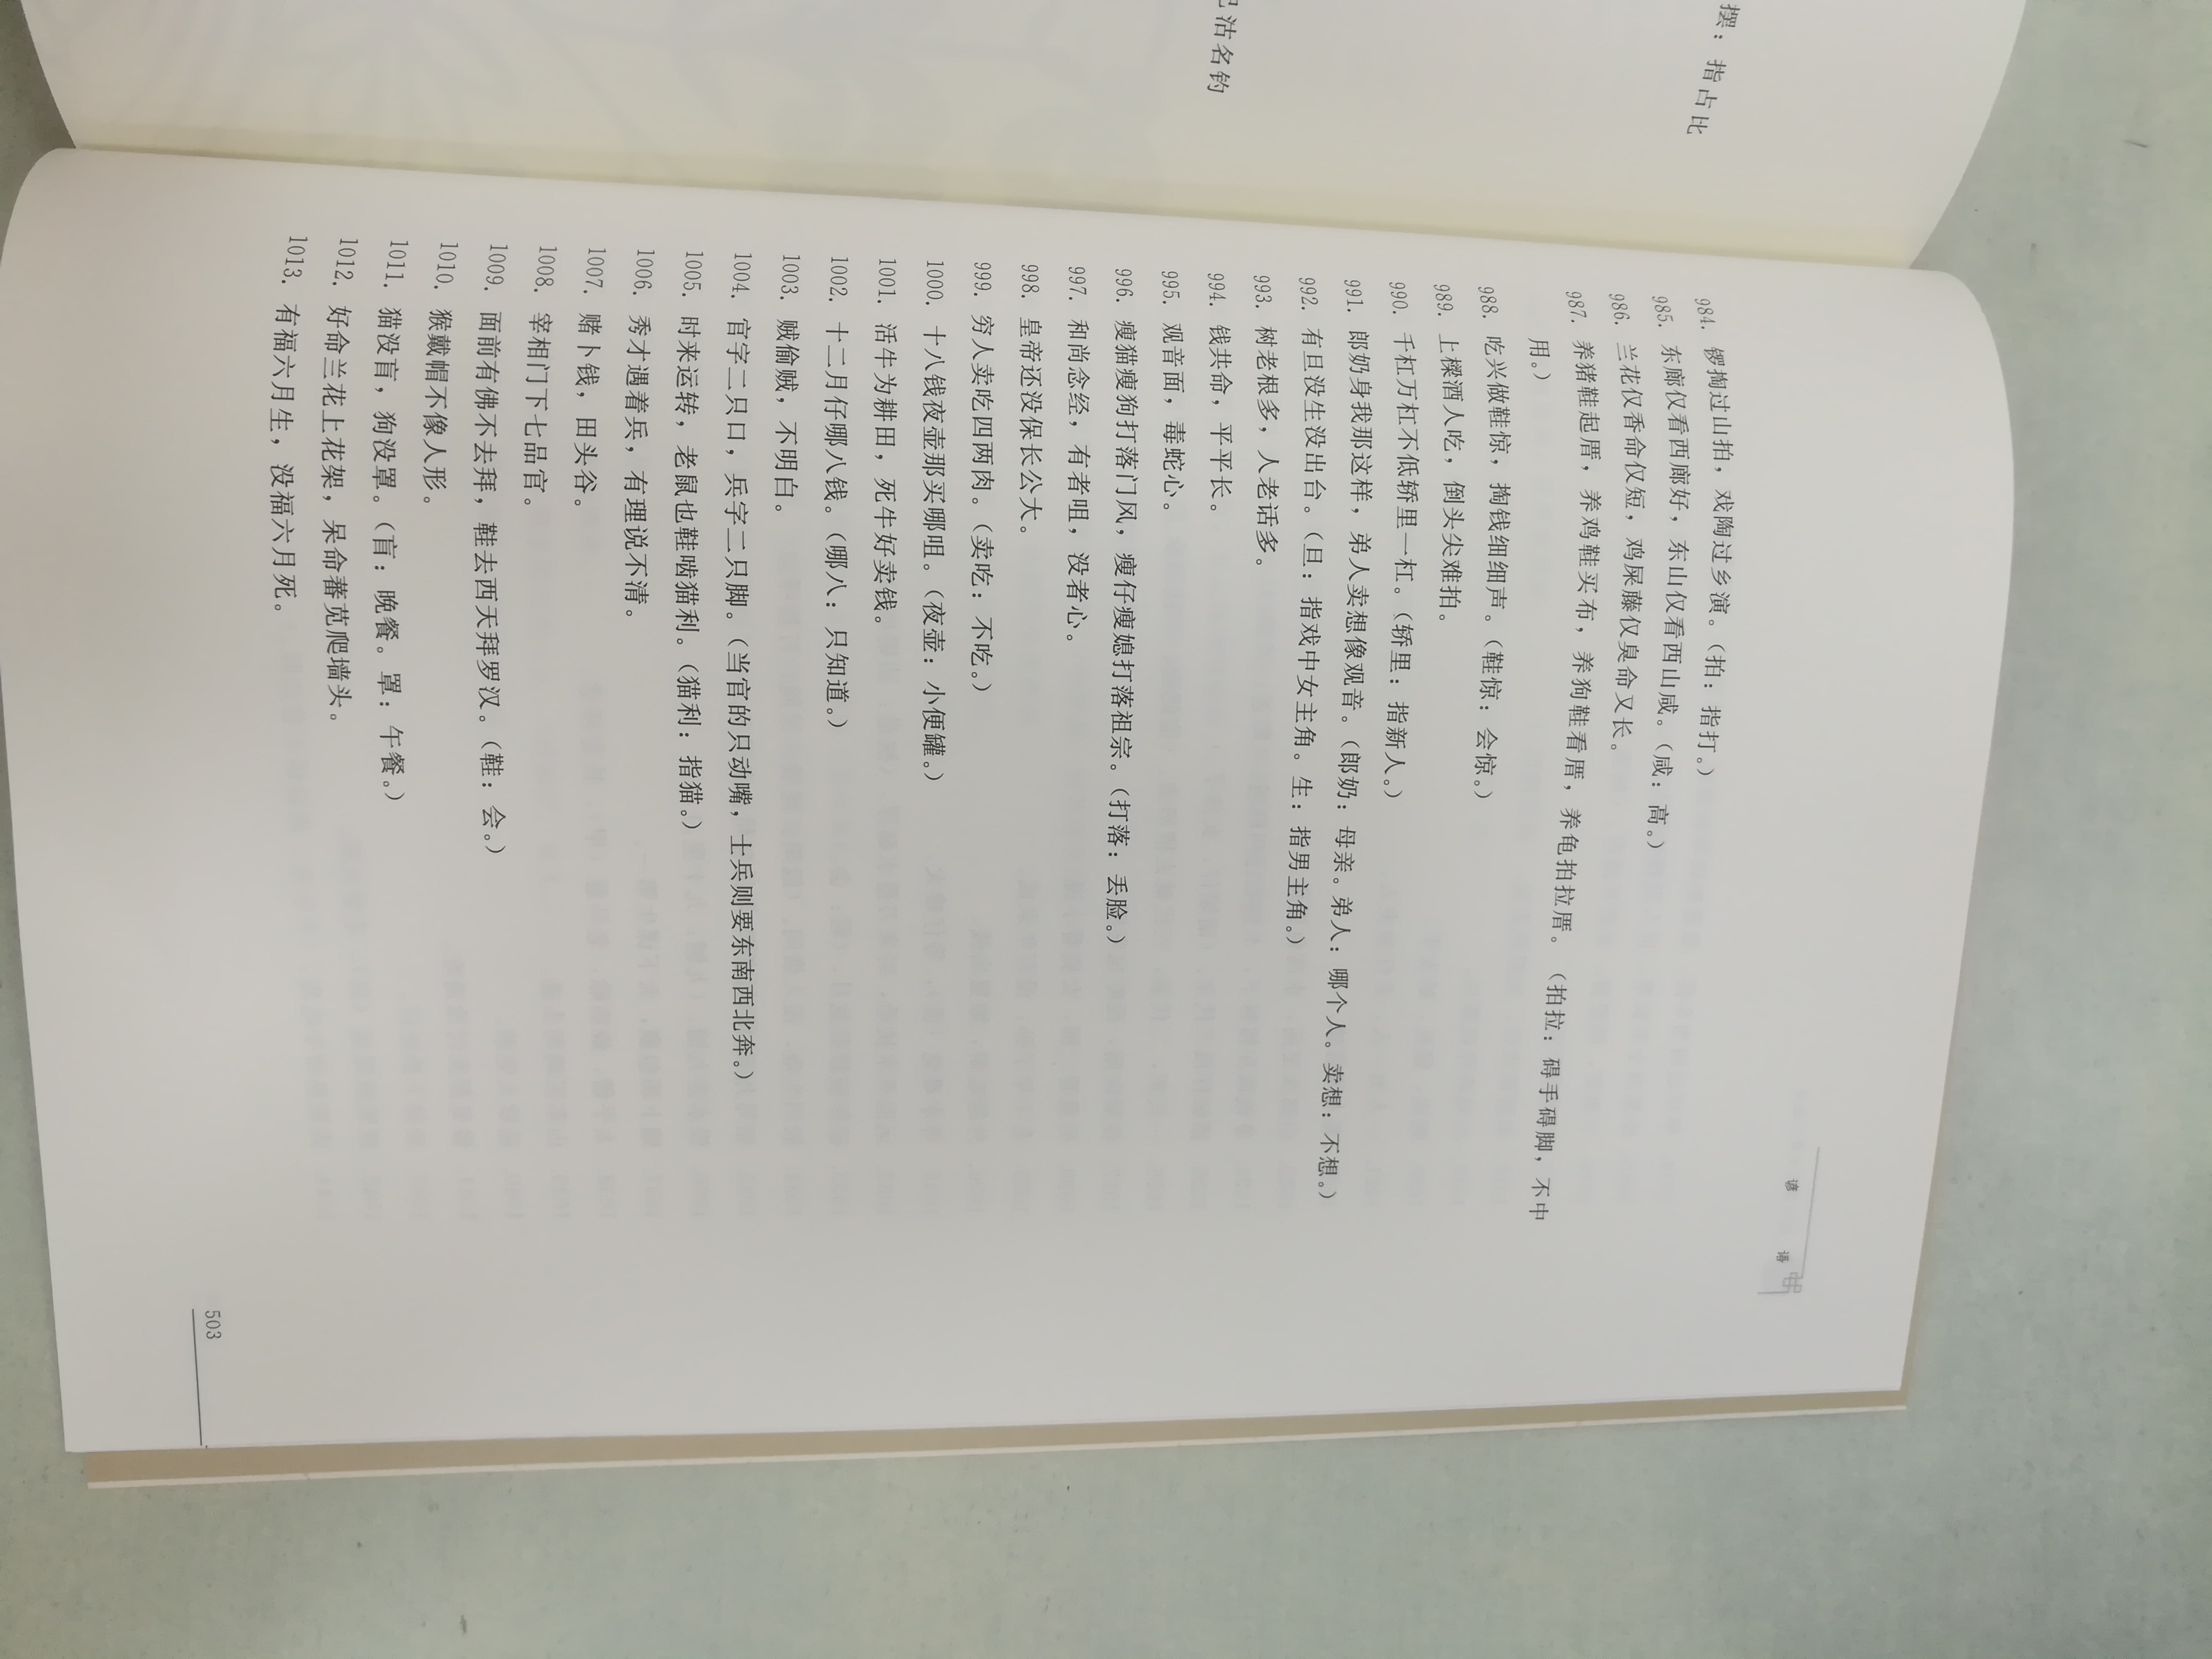 摆：指占比
己沽名钓
谚 语
984. 锣掏过山拍，戏陶过乡演。（拍：指打。）
985. 东廊仅看西廊好，东山仅看西山咸。（咸：高。）
986. 兰花仅香命仅短，鸡屎藤仅臭命又长。
987. 养猪鞋起厝，养鸡鞋买布，养狗鞋看厝，养龟拍拉厝。（拍拉：碍手碍脚，不中
用。）
988. 吃兴做鞋惊，掏钱细细声。（鞋惊：会惊。）
989. 上樑酒人吃，倒头尖难拍。
990. 千杠万杠不低轿里一杠。（轿里：指新人。）
991. 郎奶身我那这样，弟人卖想像观音。（郎奶：母亲。弟人：哪个人。卖想：不想。）
992. 有旦没生没出台。（旦：指戏中女主角。生：指男主角。）
993. 树老根多，人老话多。
994. 钱共命，平平长。
995. 观音面，毒蛇心。
996. 瘦猫瘦狗打落门风，瘦仔瘦媳打落祖宗。（打落：丢脸。）
997. 和尚念经，有者咀，没者心。
998. 皇帝还没保长公大。
999. 穷人卖吃四两肉。（卖吃：不吃。）
1000. 十八钱夜壶那买哪咀。（夜壶：小便罐。）
1001. 活牛为耕田，死牛好卖钱。
1002. 十二月仔哪八钱。（哪八：只知道。）
1003. 贼偷贼，不明白。
1004. 官字二只口，兵字二只脚。（当官的只动嘴，士兵则要东南西北奔。）
1005. 时来运转，老鼠也鞋啮猫利。（猫利：指猫。）
1006. 秀才遇着兵，有理说不清。
1007. 赌卜钱，田头谷。
1008. 宰相门下七品官。
1009. 面前有佛不去拜，鞋去西天拜罗汉。（鞋：会。）
1010. 猴戴帽不像人形。
1011. 猫没盲，狗没罩。（盲：晚餐。罩：午餐。）
1012. 好命兰花上花架，呆命蕃苋爬墙头。
1013. 有福六月生，没福六月死。
503